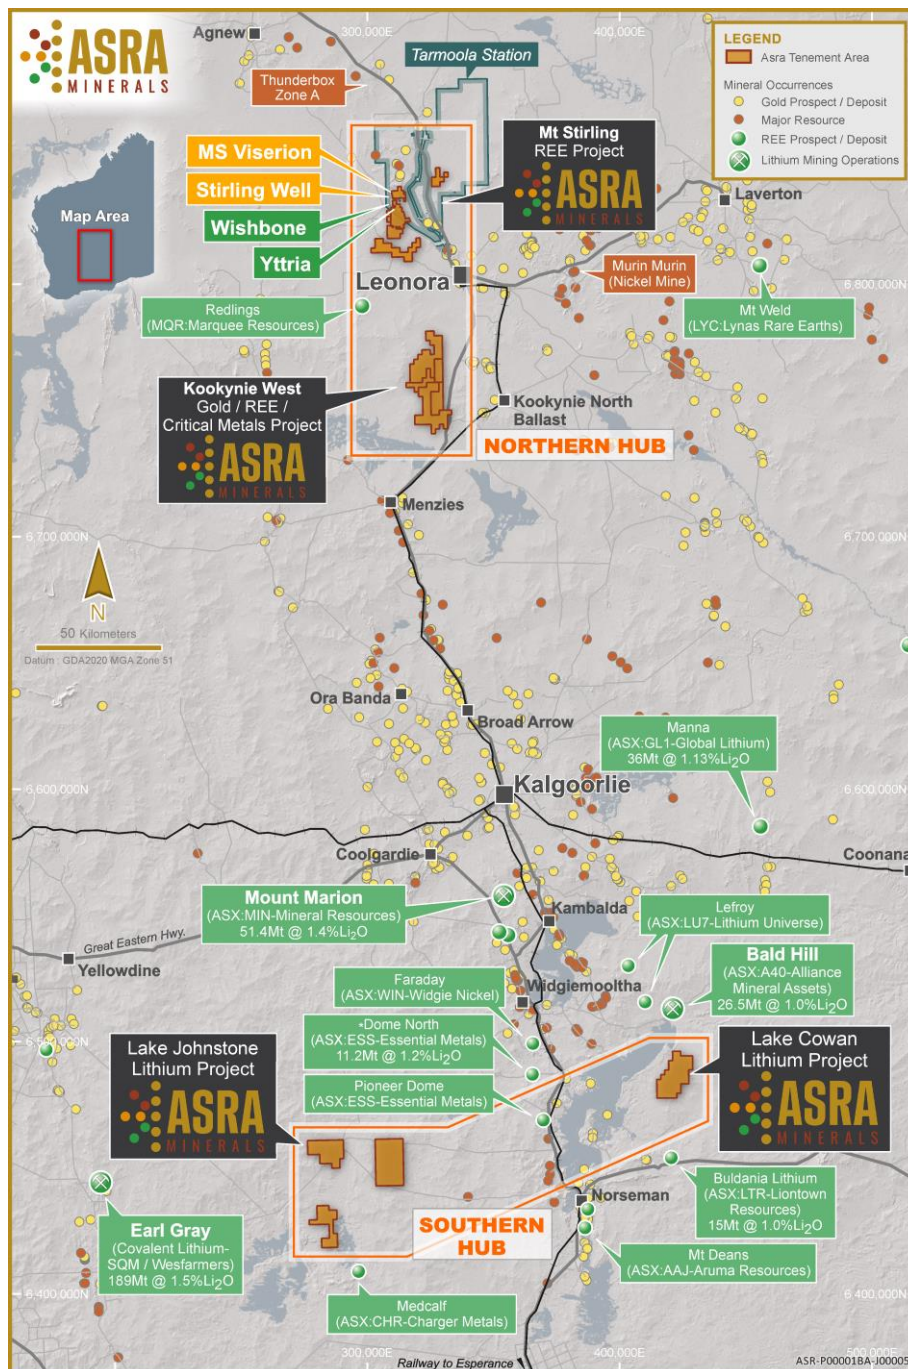 ASRA
MINERALS
Agnew
300,000E
400,000E
Tarmoola Station
Thunderbox
Zone A
LEGEND
Asra Tenement Area
Mineral Occurrences
Gold Prospect / Deposit
Major Resource
REE Prospect / Deposit
Lithium Mining Operations
Mt Stirling
REE Project
ASRA
MINERALS
MS Viserion
Stirling Well
Wishbone
Yttria
Map Area
Laverton
Leonora
Murin Murin
(Nickel Mine)
6,800,000N
Mt Weld
(LYC:Lynas Rare Earths)
Redlings
(MQR:Marquee Resources)
Kookynie West
Gold / REE /
Critical Metals Project
ASRA
MINERALS
Kookynie North
Ballast
NORTHERN HUB
Menzies
6,700,000N
6,700,000N
N
50 Kilometers
Datum : GDA2020 MGA Zone 51
Ora Banda
Broad Arrow
Manna
(ASX:GL1-Global Lithium)
36Mt @ 1.13%Li₂O
6,600,000N
Kalgoorlie
6,600,000N
Coolgardie
Coonana
Mount Marion
(ASX:MIN-Mineral Resources)
51.4Mt @ 1.4%Li₂O
Kambalda
Lefroy
(ASX:LU7-Lithium Universe)
Great Eastern Hwy.
Yellowdine
Bald Hill
(ASX:A40-Alliance
Mineral Assets)
26.5Mt @ 1.0%Li₂O
Faraday
(ASX:WIN-Widgie Nickel)
Widgiemooltha
*Dome North
(ASX:ESS-Essential Metals)
11.2Mt @ 1.2%Li₂O
6,500,000N
Lake Johnstone
Lithium Project
ASRA
MINERALS
Lake Cowan
Lithium Project
ASRA
MINERALS
Pioneer Dome
(ASX:ESS-Essential Metals)
Buldania Lithium
(ASX:LTR-Liontown
Resources)
15Mt @ 1.0%Li₂O
Norseman
SOUTHERN
HUB
Earl Gray
(Covalent Lithium-
SQM / Wesfarmers)
189Mt @ 1.5%Li₂O
Mt Deans
(ASX:AAJ-Aruma Resources)
6,400,000N
6,400,000N
Medcalf
(ASX:CHR-Charger Metals)
300,000E
400,000E
Railway to Esperance
ASR-P00001BA-J00005